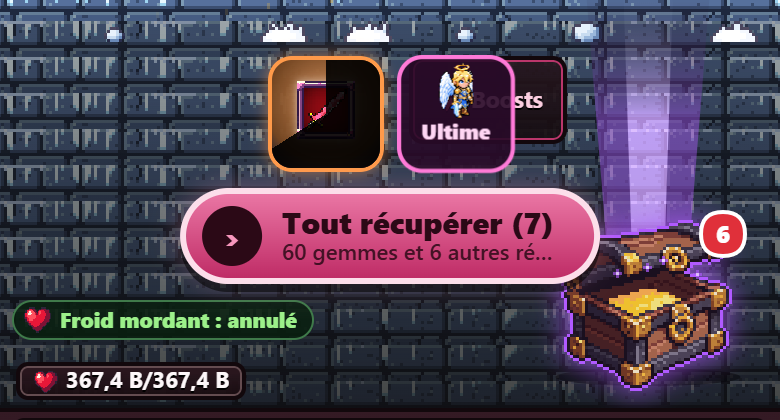 Boosts
Ultime
Tout récupérer (7)
60 gemmes et 6 autres ré...
6
Froid mordant : annulé
367,4 B/367,4 B